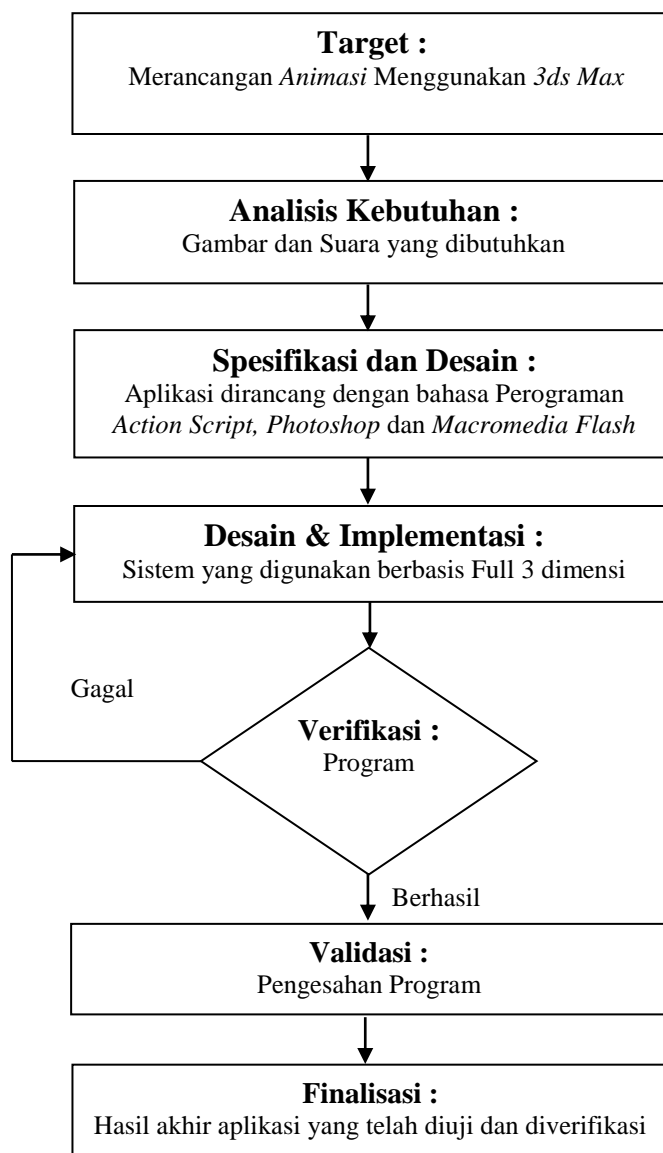 Target :
Merancangan Animasi Menggunakan 3ds Max
Analisis Kebutuhan :
Gambar dan Suara yang dibutuhkan
Spesifikasi dan Desain :
Aplikasi dirancang dengan bahasa Perograman
Action Script, Photoshop dan Macromedia Flash
Desain & Implementasi :
Sistem yang digunakan berbasis Full 3 dimensi
Gagal
Verifikasi :
Program
Berhasil
Validasi :
Pengesahan Program
Finalisasi :
Hasil akhir aplikasi yang telah diuji dan diverifikasi